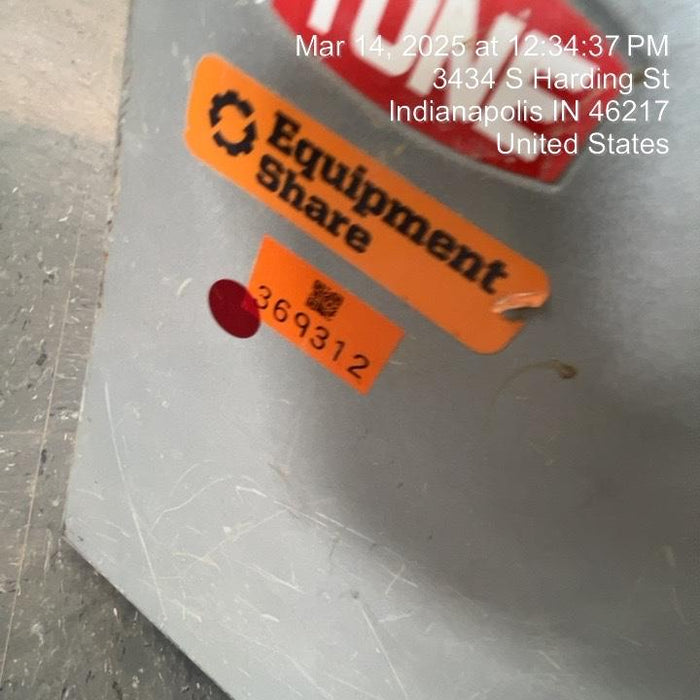 Mar 14, 2025 at 12:34:37 PM
3434 S Harding St
Indianapolis IN 46217
United States
Equipment
Share
369312